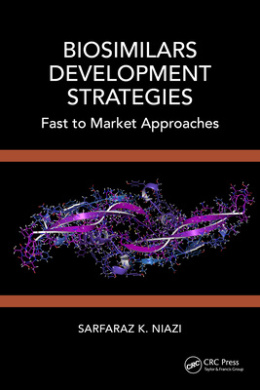 BIOSIMILARS
DEVELOPMENT
STRATEGIES
Fast to Market Approaches
SARFARAZ K. NIAZI
CRC Press
Taylor & Francis Group